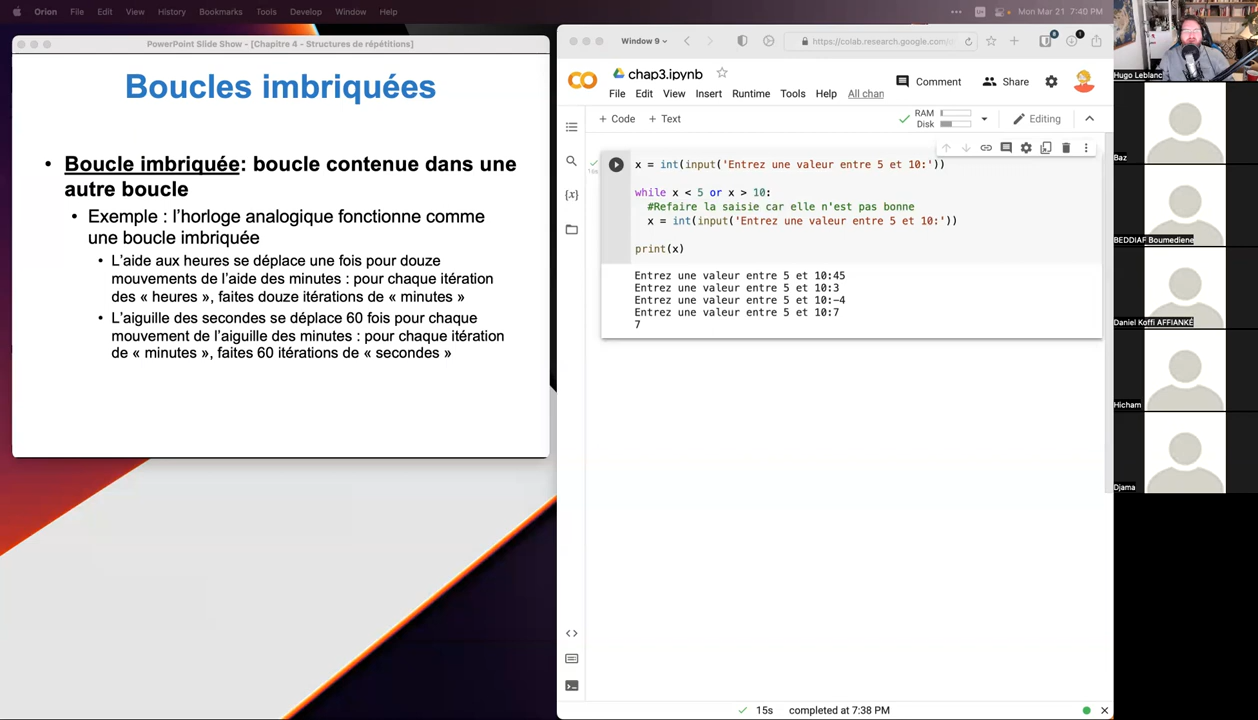 Orion File Edit View History Bookmarks Tools Develop Window Help
Mon Mar 21 7:40 PM
PowerPoint Slide Show - [Chapitre 4 – Structures de répétitions]
Boucles imbriquées
• Boucle imbriquée: boucle contenue dans une
autre boucle
• Exemple : l'horloge analogique fonctionne comme
une boucle imbriquée
• L'aide aux heures se déplace une fois pour douze
mouvements de l'aide des minutes : pour chaque itération
des « heures », faites douze itérations de « minutes »
• L'aiguille des secondes se déplace 60 fois pour chaque
mouvement de l'aiguille des minutes : pour chaque itération
de « minutes », faites 60 itérations de « secondes »
Window 9
https://colab.research.google.com/
8
1
chap3.ipynb
Comment
Share
File Edit View Insert Runtime Tools Help All chan
+ Code + Text
RAM
Disk
Editing
{x}
16s
x = int(input('Entrez une valeur entre 5 et 10:'))
while x < 5 or x > 10:
#Refaire la saisie car elle n'est pas bonne
x = int(input('Entrez une valeur entre 5 et 10:'))
print(x)
Entrez une valeur entre 5 et 10:45
Entrez une valeur entre 5 et 10:3
Entrez une valeur entre 5 et 10:-4
Entrez une valeur entre 5 et 10:7
7
15s completed at 7:38 PM
Hugo Leblanc
Baz
BEDDIAF Boumediene
Daniel Koffi AFFIANKÉ
Hicham
Djama